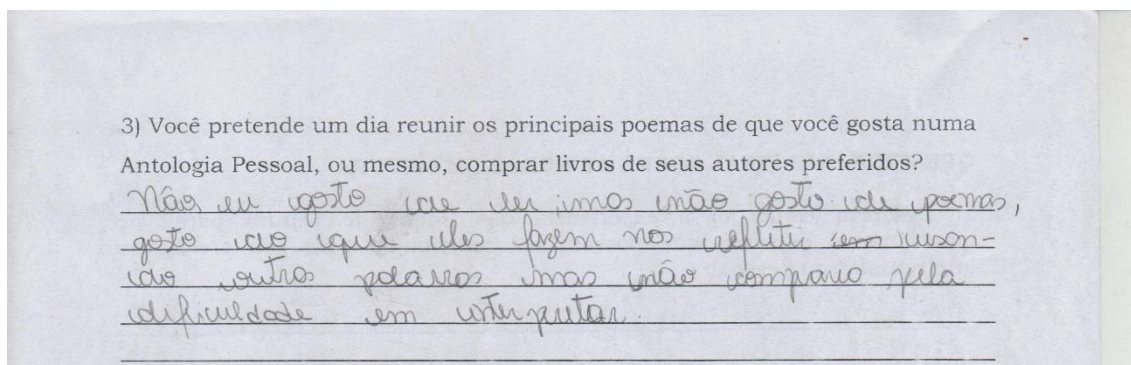 3) Você pretende um dia reunir os principais poemas de que você gosta numa
Antologia Pessoal, ou mesmo, comprar livros de seus autores preferidos?
Não eu gosto de ler mas não gosto de poemas,
gosto do que eles fazem nos refletir em usan-
do outras palavras mas não compraria pela
dificuldade em interpretar.